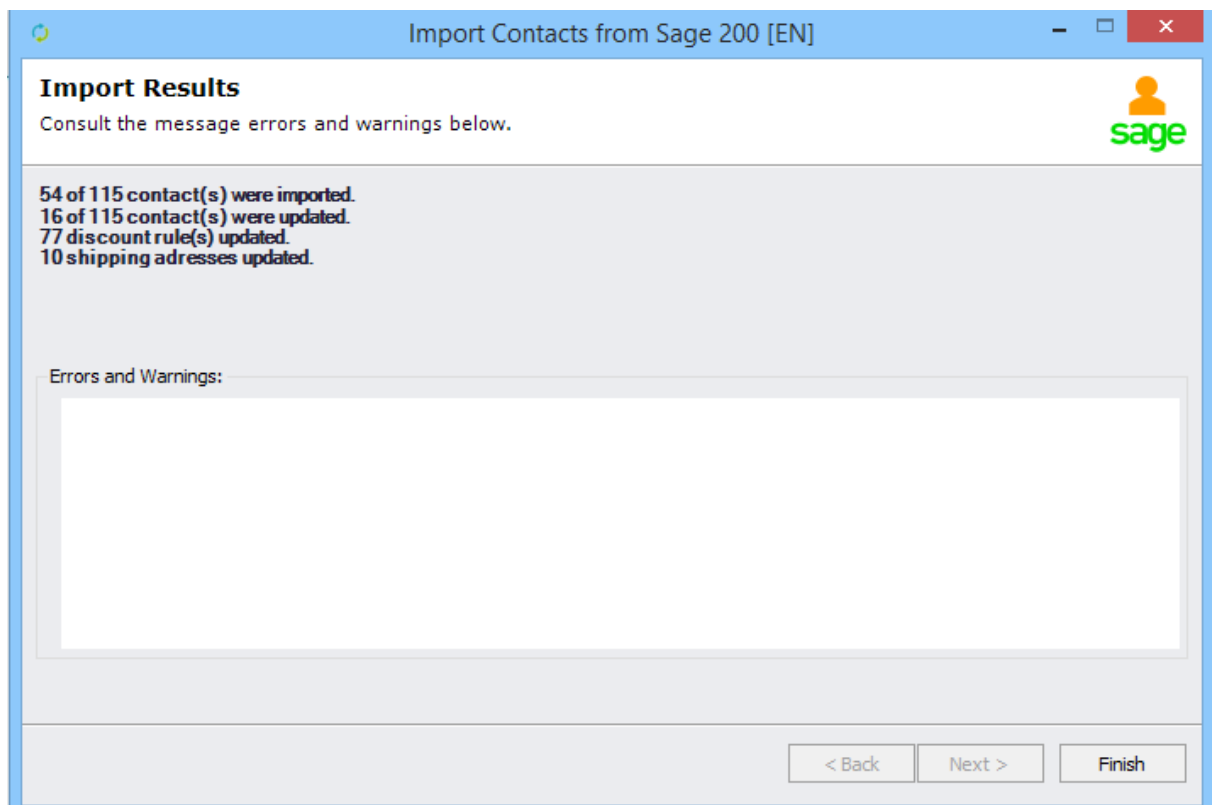 Import Contacts from Sage 200 [EN]
Import Results
Consult the message errors and warnings below.
sage
54 of 115 contact(s) were imported.
16 of 115 contact(s) were updated.
77 discount rule(s) updated.
10 shipping adresses updated.
Errors and Warnings:
< Back
Next >
Finish